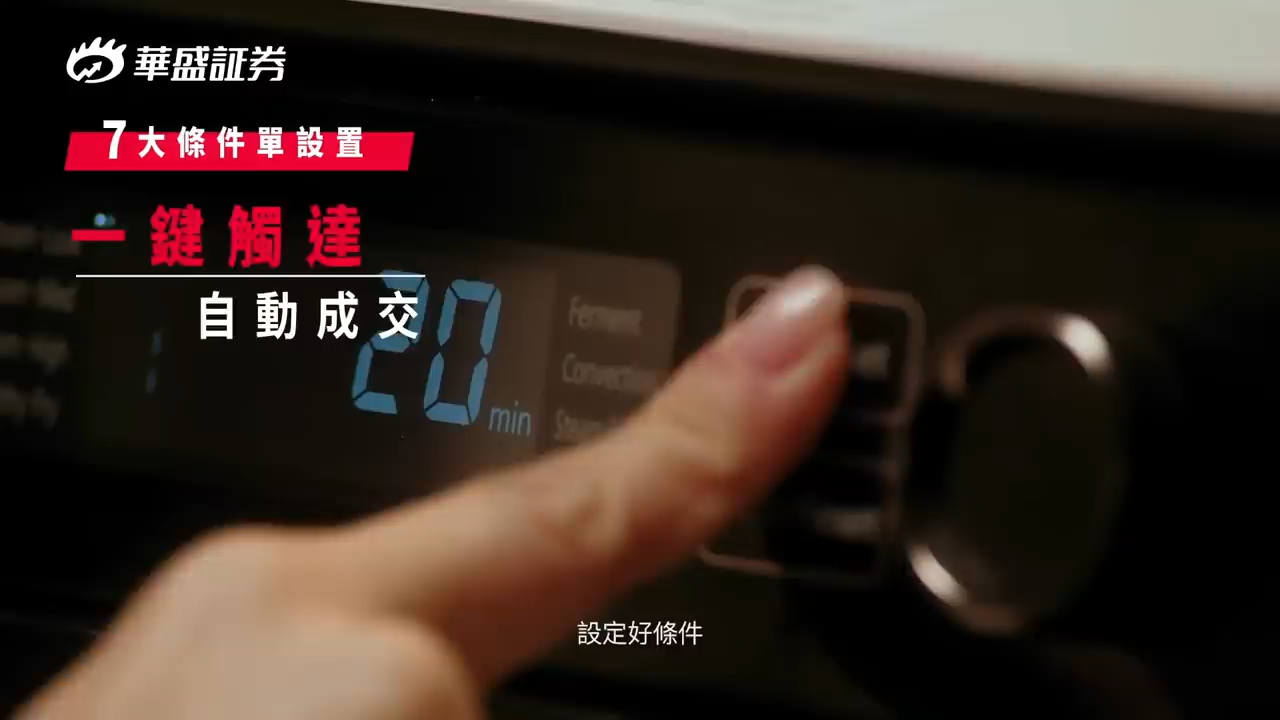 華盛証券
7大條件單設置
一鍵觸達
自動成交
20 min
Ferment
Convection
設定好條件